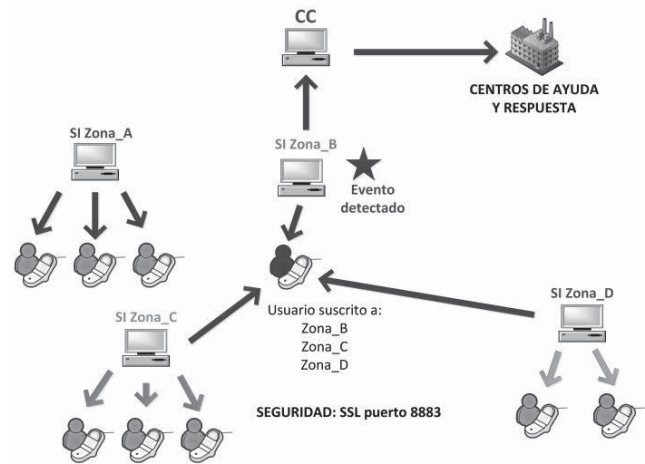 CC
CENTROS DE AYUDA
Y RESPUESTA
SI Zona_A
SI Zona_B
Evento
detectado
SI Zona_C
Usuario suscrito a:
Zona_B
Zona_C
Zona_D
SI Zona_D
SEGURIDAD: SSL puerto 8883